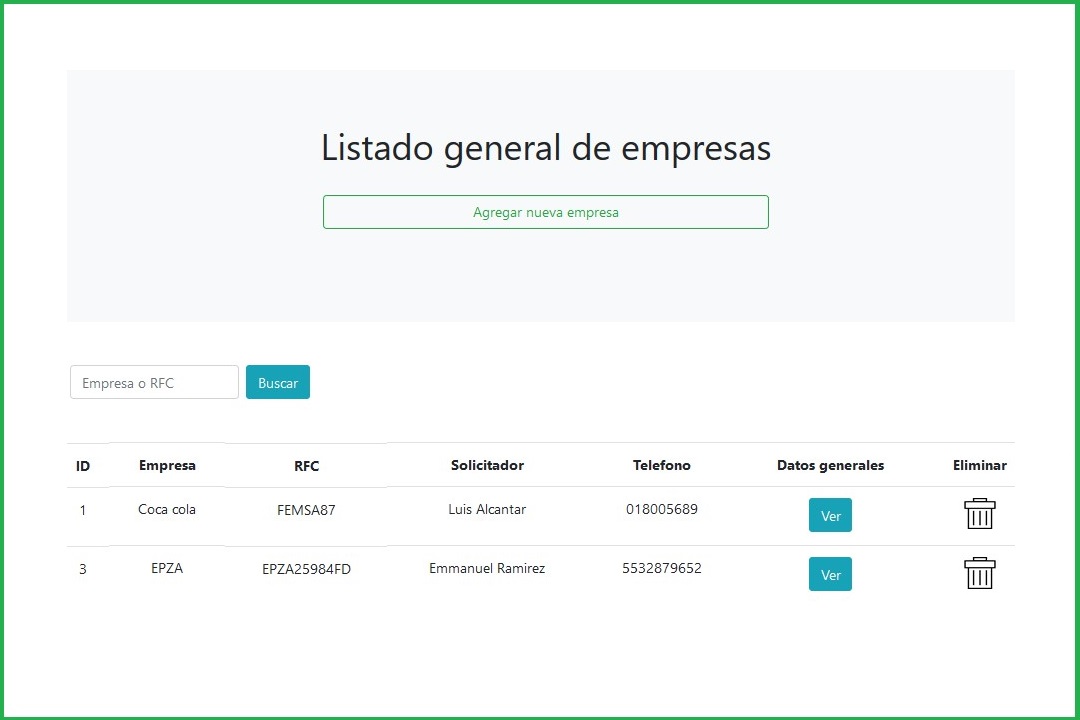 Listado general de empresas
Agregar nueva empresa
Empresa o RFC Buscar
ID Empresa RFC Solicitador Telefono Datos generales Eliminar
1 Coca cola FEMSA87 Luis Alcantar 018005689 Ver
3 EPZA EPZA25984FD Emmanuel Ramirez 5532879652 Ver